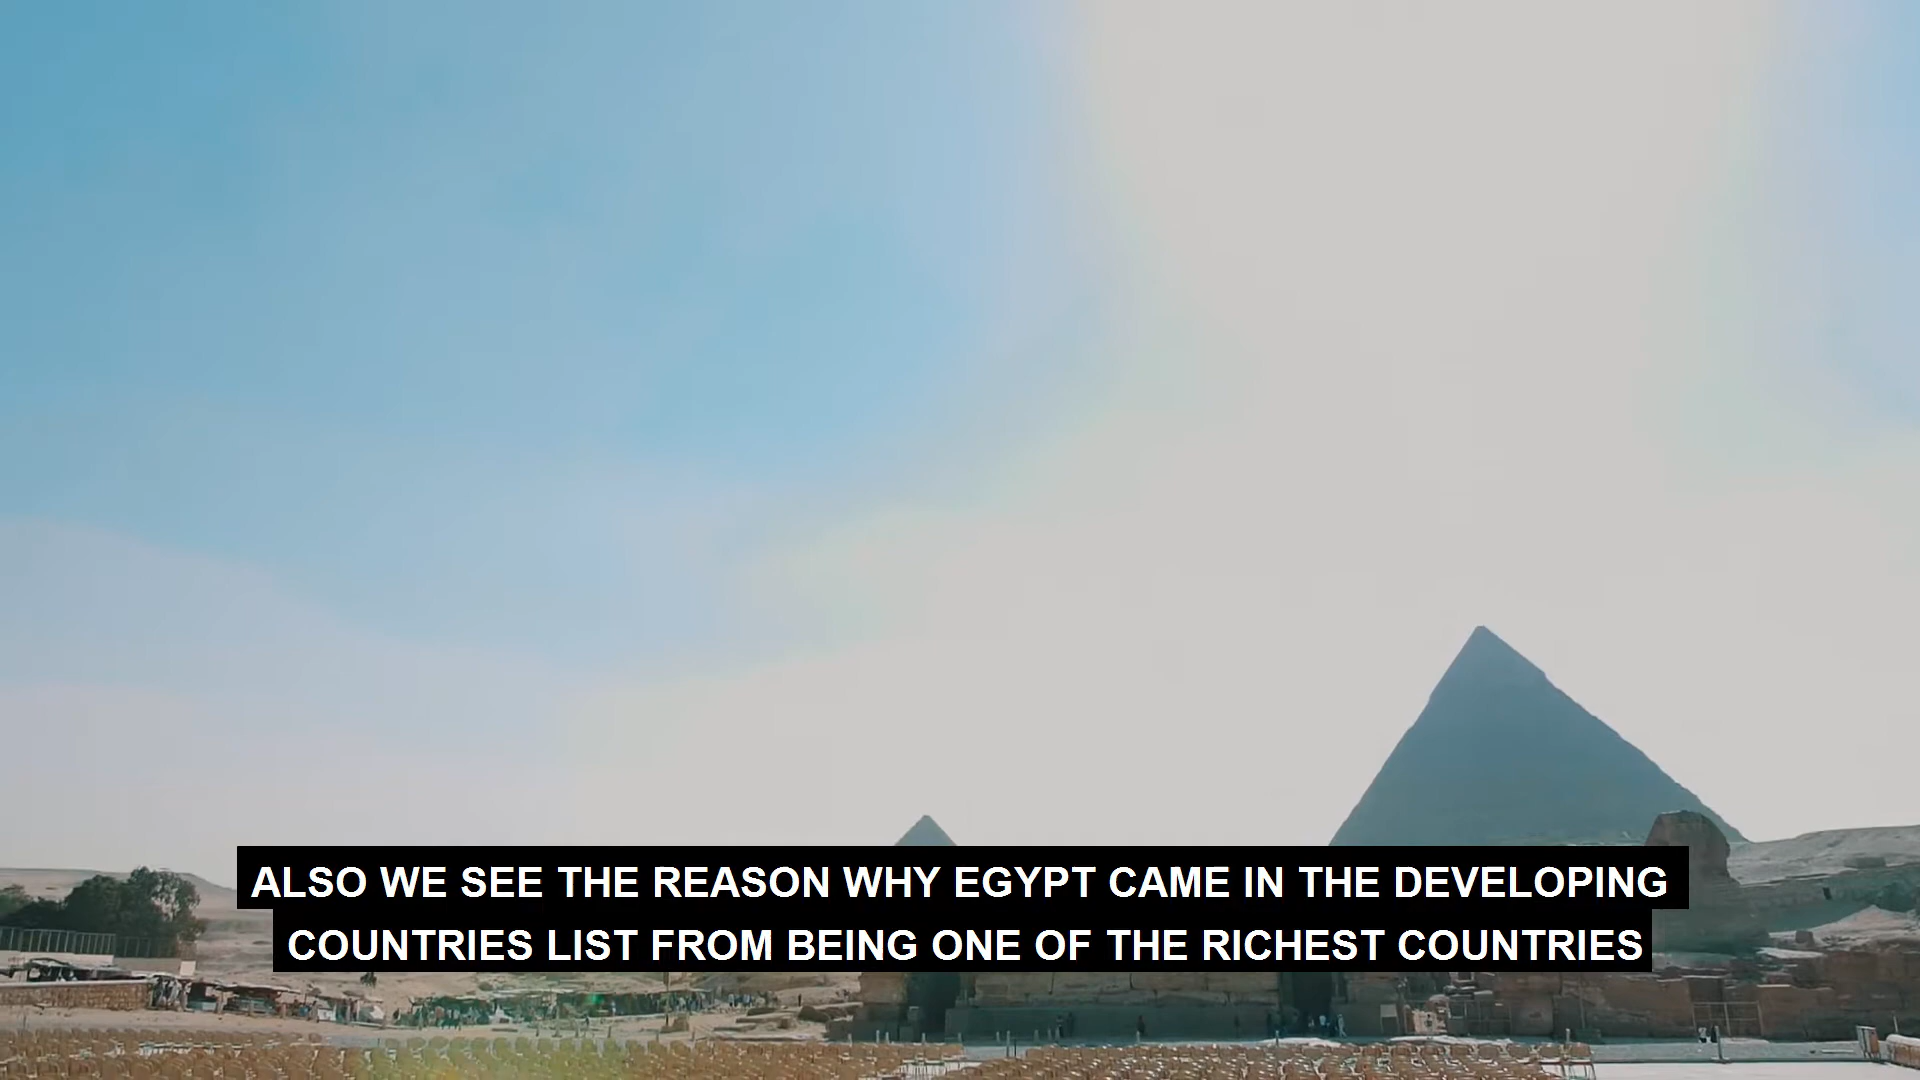 ALSO WE SEE THE REASON WHY EGYPT CAME IN THE DEVELOPING
COUNTRIES LIST FROM BEING ONE OF THE RICHEST COUNTRIES